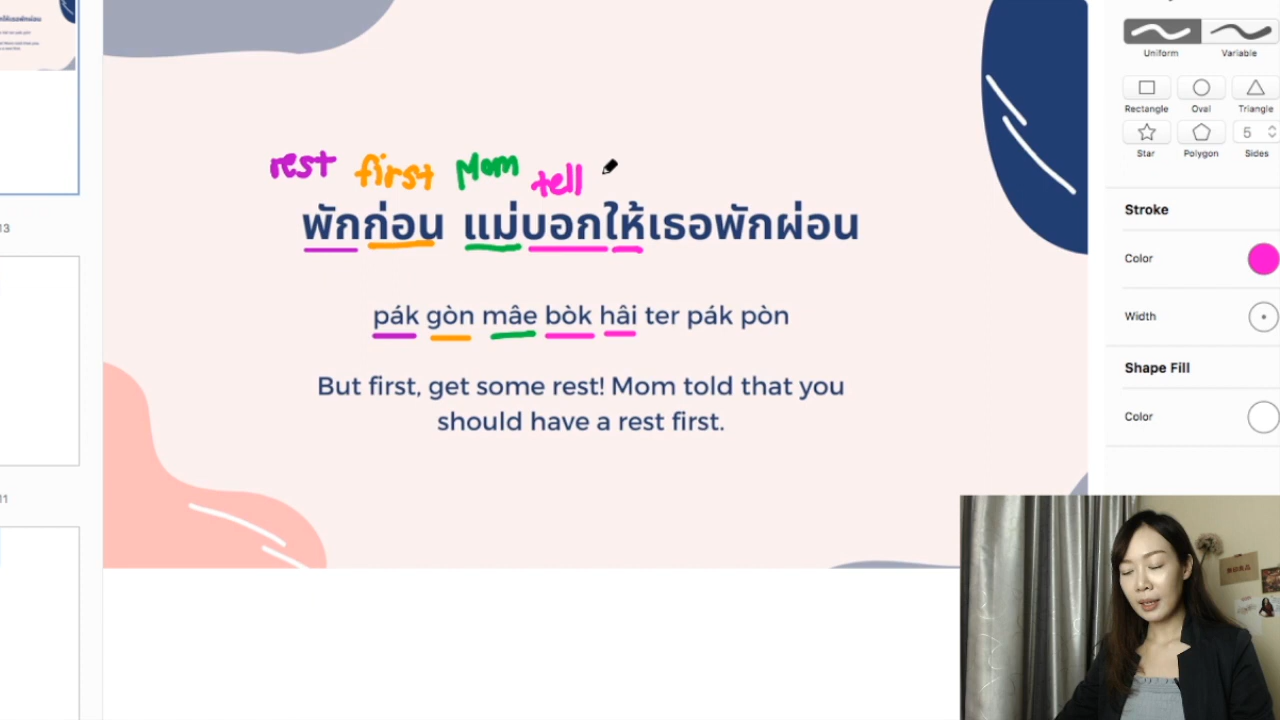 Uniform
Variable
Rectangle
Oval
Triangle
Star
Polygon
5
Sides
Stroke
Color
Width
Shape Fill
Color
13
11
rest first Mom tell
พักก่อน แม่บอกให้เธอพักผ่อน
pák gòn mâe bòk hâi ter pák pòn
But first, get some rest! Mom told that you
should have a rest first.